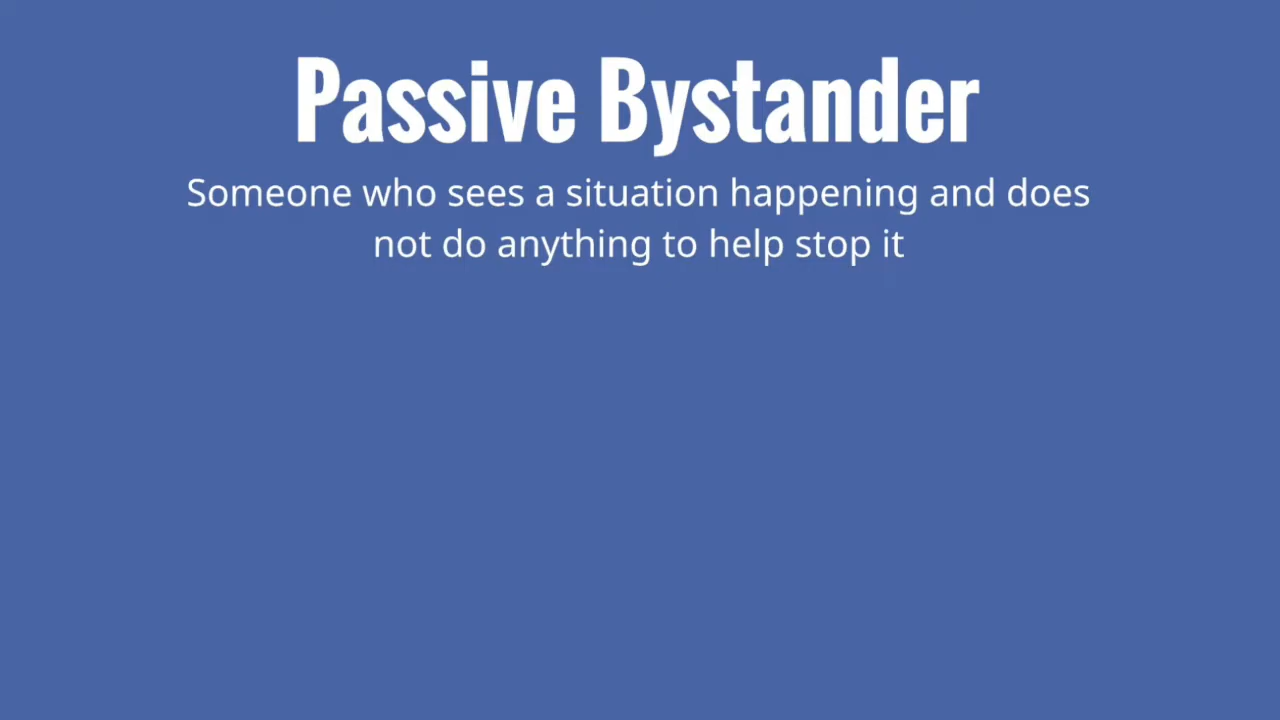 Passive Bystander
Someone who sees a situation happening and does
not do anything to help stop it